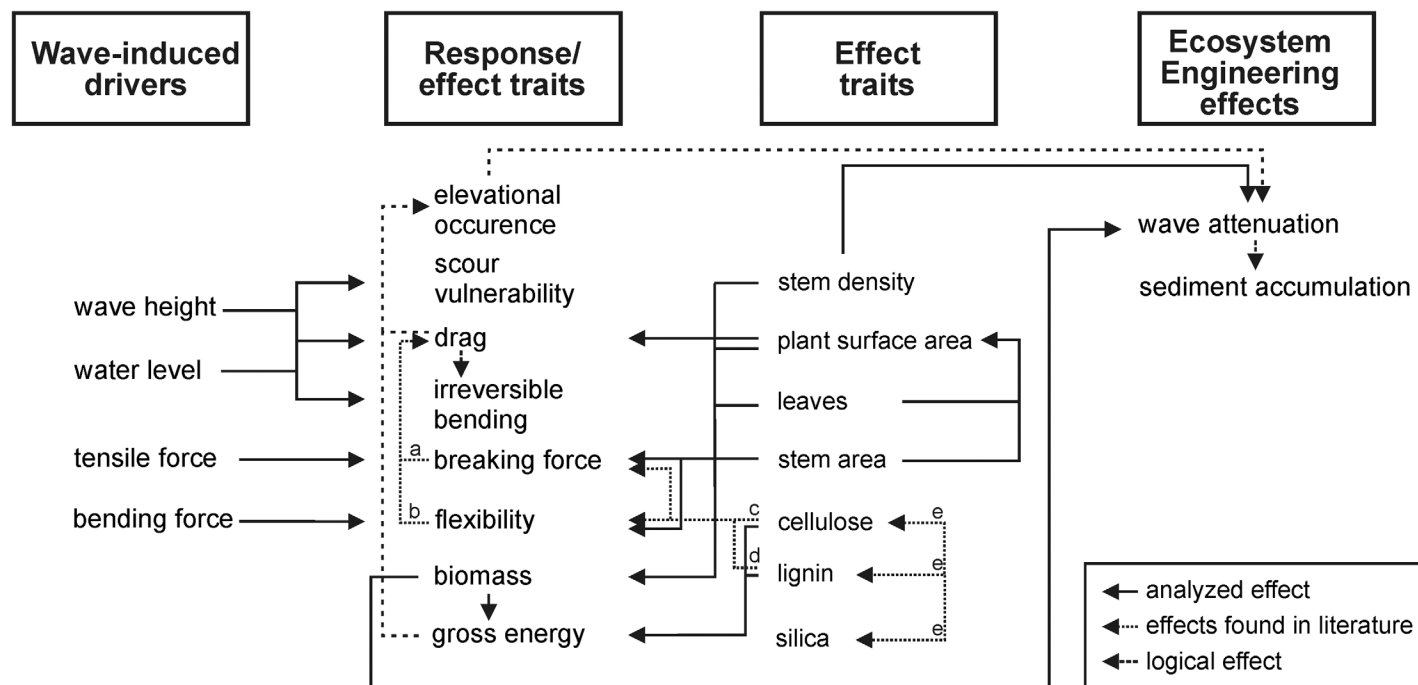 Wave-induced
drivers
Response/
effect traits
Effect
traits
Ecosystem
Engineering
effects
elevational
occurence
wave attenuation
scour
vulnerability
stem density
sediment accumulation
wave height
drag
plant surface area
water level
irreversible
bending
leaves
tensile force
a
breaking force
stem area
bending force
b
flexibility
c
cellulose
e
biomass
d
lignin
e
gross energy
silica
e
analyzed effect
effects found in literature
logical effect